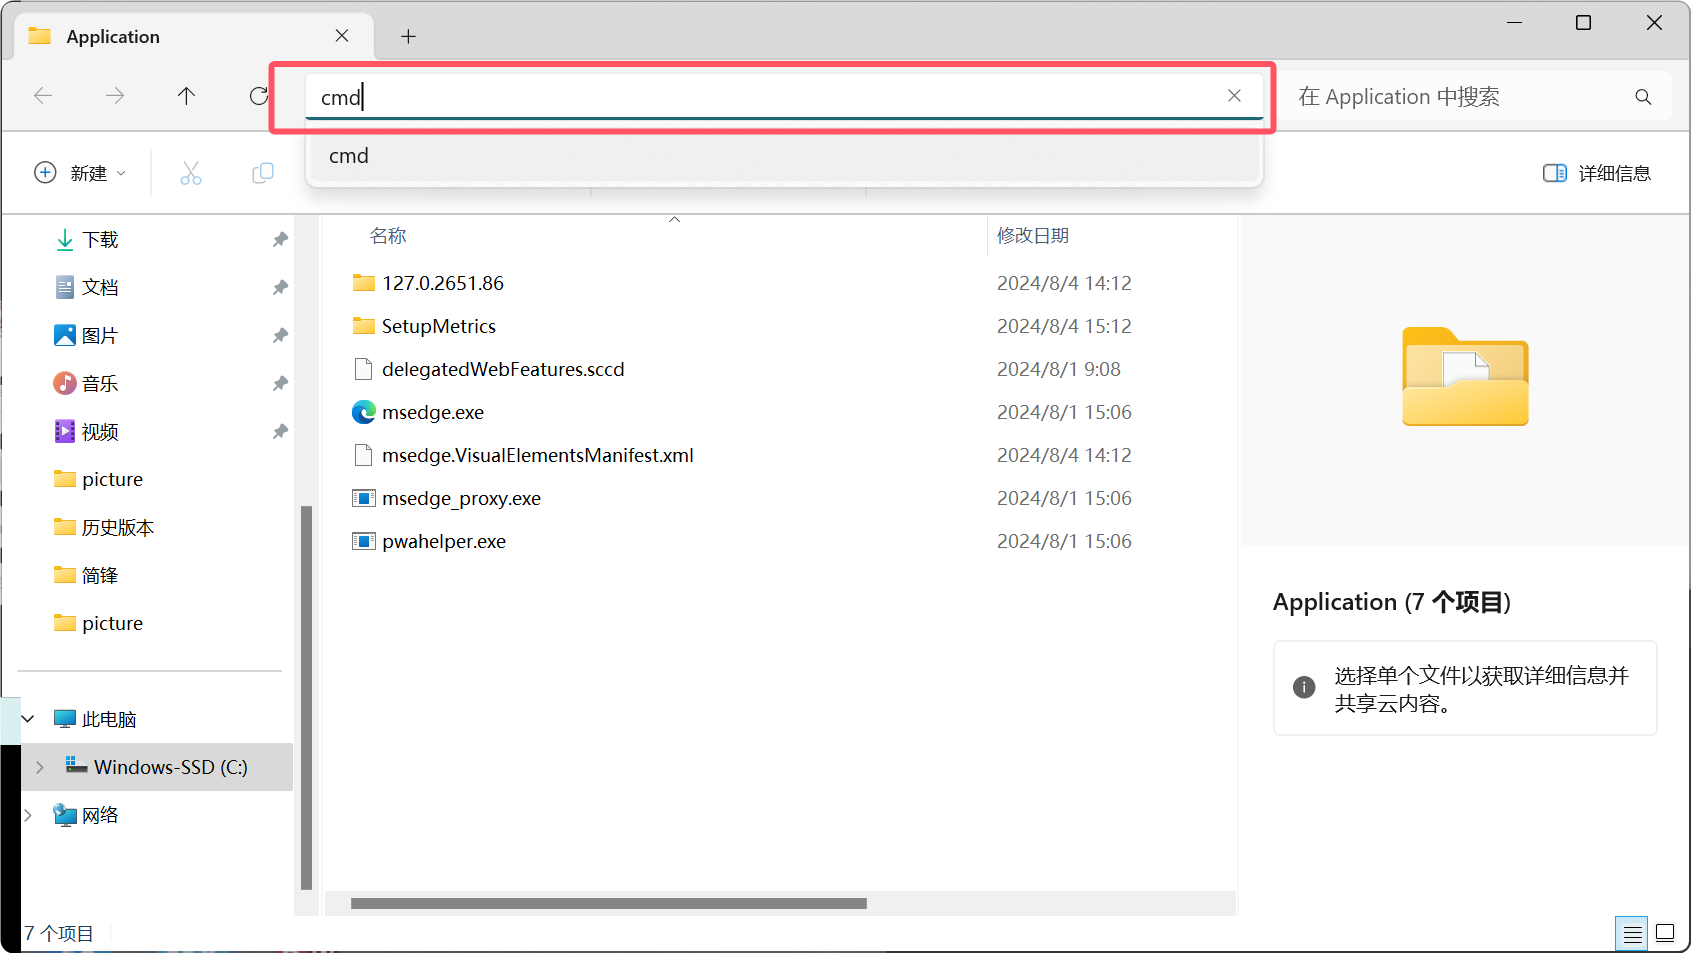 Application
cmd
在 Application 中搜索
cmd
新建
详细信息
下载
文档
图片
音乐
视频
picture
历史版本
简锋
picture
此电脑
Windows-SSD (C:)
网络
名称
修改日期
127.0.2651.86
2024/8/4 14:12
SetupMetrics
2024/8/4 15:12
delegatedWebFeatures.sccd
2024/8/1 9:08
msedge.exe
2024/8/1 15:06
msedge.VisualElementsManifest.xml
2024/8/4 14:12
msedge_proxy.exe
2024/8/1 15:06
pwahelper.exe
2024/8/1 15:06
Application (7 个项目)
选择单个文件以获取详细信息并
共享云内容。
7 个项目